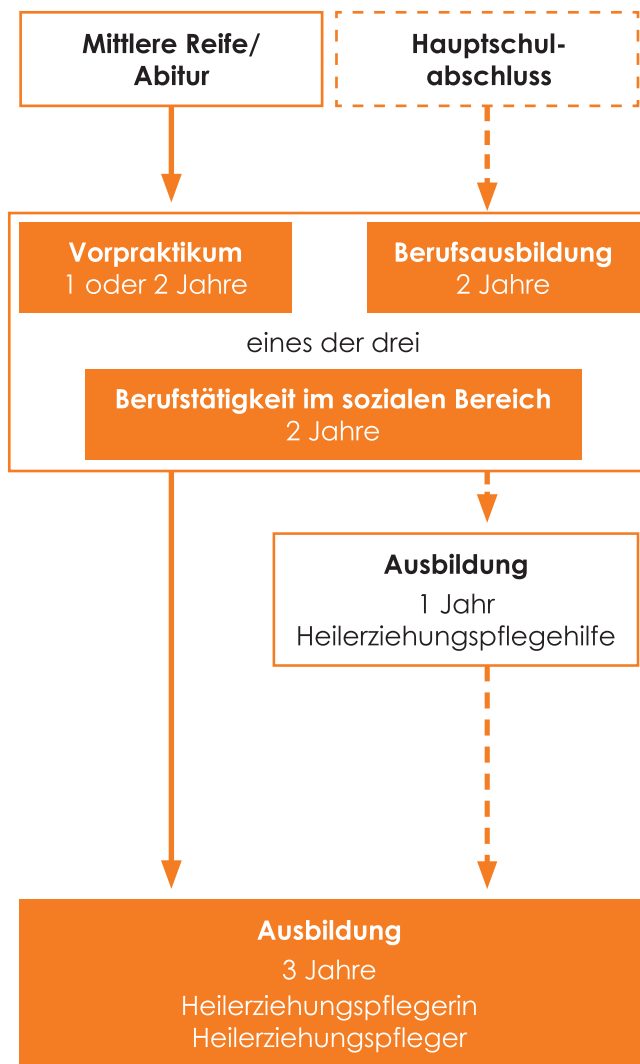 Mittlere Reife/
Abitur
Hauptschul-
abschluss
Vorpraktikum
1 oder 2 Jahre
Berufsausbildung
2 Jahre
eines der drei
Berufstätigkeit im sozialen Bereich
2 Jahre
Ausbildung
1 Jahr
Heilerziehungspflegehilfe
Ausbildung
3 Jahre
Heilerziehungspflegerin
Heilerziehungspfleger